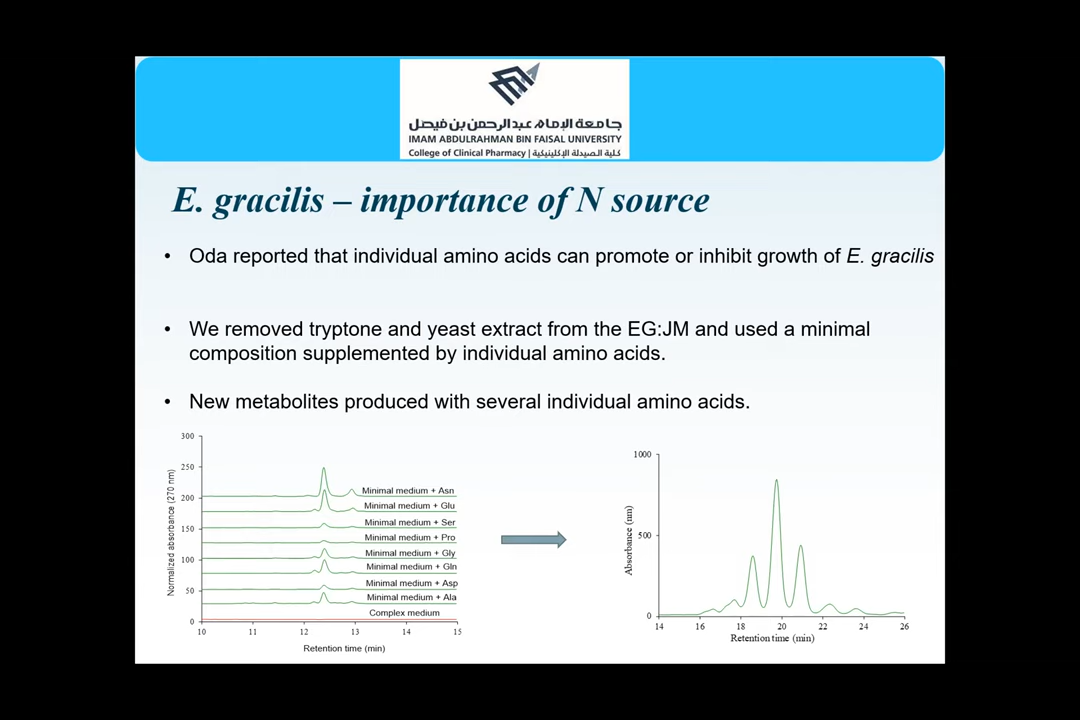 جامعة الإمام عبدالرحمن بن فيصل
IMAM ABDULRAHMAN BIN FAISAL UNIVERSITY
College of Clinical Pharmacy | كلية الصيدلة الإكلينيكية
E. gracilis – importance of N source
• Oda reported that individual amino acids can promote or inhibit growth of E. gracilis
• We removed tryptone and yeast extract from the EG:JM and used a minimal
composition supplemented by individual amino acids.
• New metabolites produced with several individual amino acids.
Normalized absorbance (270 nm)
300
250
200
150
100
50
0
Minimal medium + Asn
Minimal medium + Glu
Minimal medium + Ser
Minimal medium + Pro
Minimal medium + Gly
Minimal medium + Gln
Minimal medium + Asp
Minimal medium + Ala
Complex medium
10 11 12 13 14 15
Retention time (min)
Absorbance (nm)
1000
500
0
14 16 18 20 22 24 26
Retention time (min)